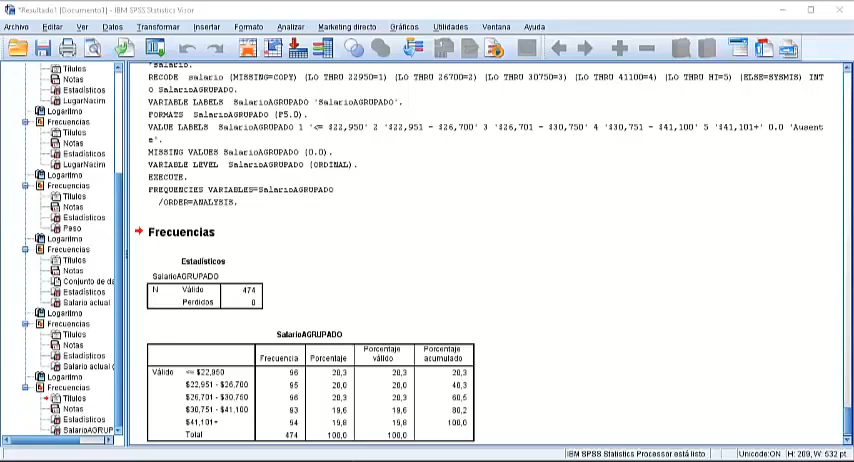 *Resultado1 [Documento1] - IBM SPSS Statistics Visor
Archivo Editar Ver Datos Transformar Insertar Formato Analizar Marketing directo Gráficos Utilidades Ventana Ayuda
Títulos
Notas
Estadísticos
LugarNacim
Logaritmo
Frecuencias
Títulos
Notas
Estadísticos
LugarNacim
Logaritmo
Frecuencias
Títulos
Notas
Estadísticos
Peso
Logaritmo
Frecuencias
Títulos
Notas
Conjunto de da
Estadísticos
Salario actual
Logaritmo
Frecuencias
Títulos
Notas
Estadísticos
Salario actual (
Logaritmo
Frecuencias
Títulos
Notas
Estadísticos
SalarioAGRUP
*salario.
RECODE salario (MISSING=COPY) (LO THRU 22950=1) (LO THRU 26700=2) (LO THRU 30750=3) (LO THRU 41100=4) (LO THRU HI=5) (ELSE=SYSMIS) INT
O SalarioAGRUPADO.
VARIABLE LABELS SalarioAGRUPADO 'SalarioAGRUPADO'.
FORMATS SalarioAGRUPADO (F5.0).
VALUE LABELS SalarioAGRUPADO 1 '<= $22,950' 2 '$22,951 - $26,700' 3 '$26,701 - $30,750' 4 '$30,751 - $41,100' 5 '$41,101+' 0.0 'Ausent
e'.
MISSING VALUES SalarioAGRUPADO (0.0).
VARIABLE LEVEL SalarioAGRUPADO (ORDINAL).
EXECUTE.
FREQUENCIES VARIABLES=SalarioAGRUPADO
/ORDER=ANALYSIS.
Frecuencias
Estadísticos
SalarioAGRUPADO
N Válido 474
Perdidos 0
SalarioAGRUPADO
Frecuencia Porcentaje Porcentaje válido Porcentaje acumulado
Válido <= $22,950 96 20,3 20,3 20,3
$22,951 - $26,700 95 20,0 20,0 40,3
$26,701 - $30,750 96 20,3 20,3 60,5
$30,751 - $41,100 93 19,6 19,6 80,2
$41,101+ 94 19,8 19,8 100,0
Total 474 100,0 100,0
IBM SPSS Statistics Processor está listo Unicode:ON H: 209, W: 532 pt